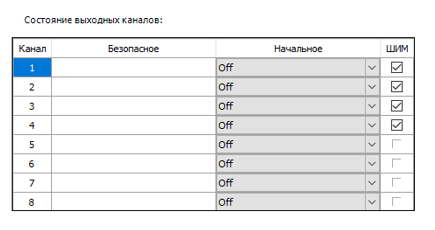 Состояние выходных каналов:
Канал Безопасное Начальное ШИМ
1 Off
2 Off
3 Off
4 Off
5 Off
6 Off
7 Off
8 Off